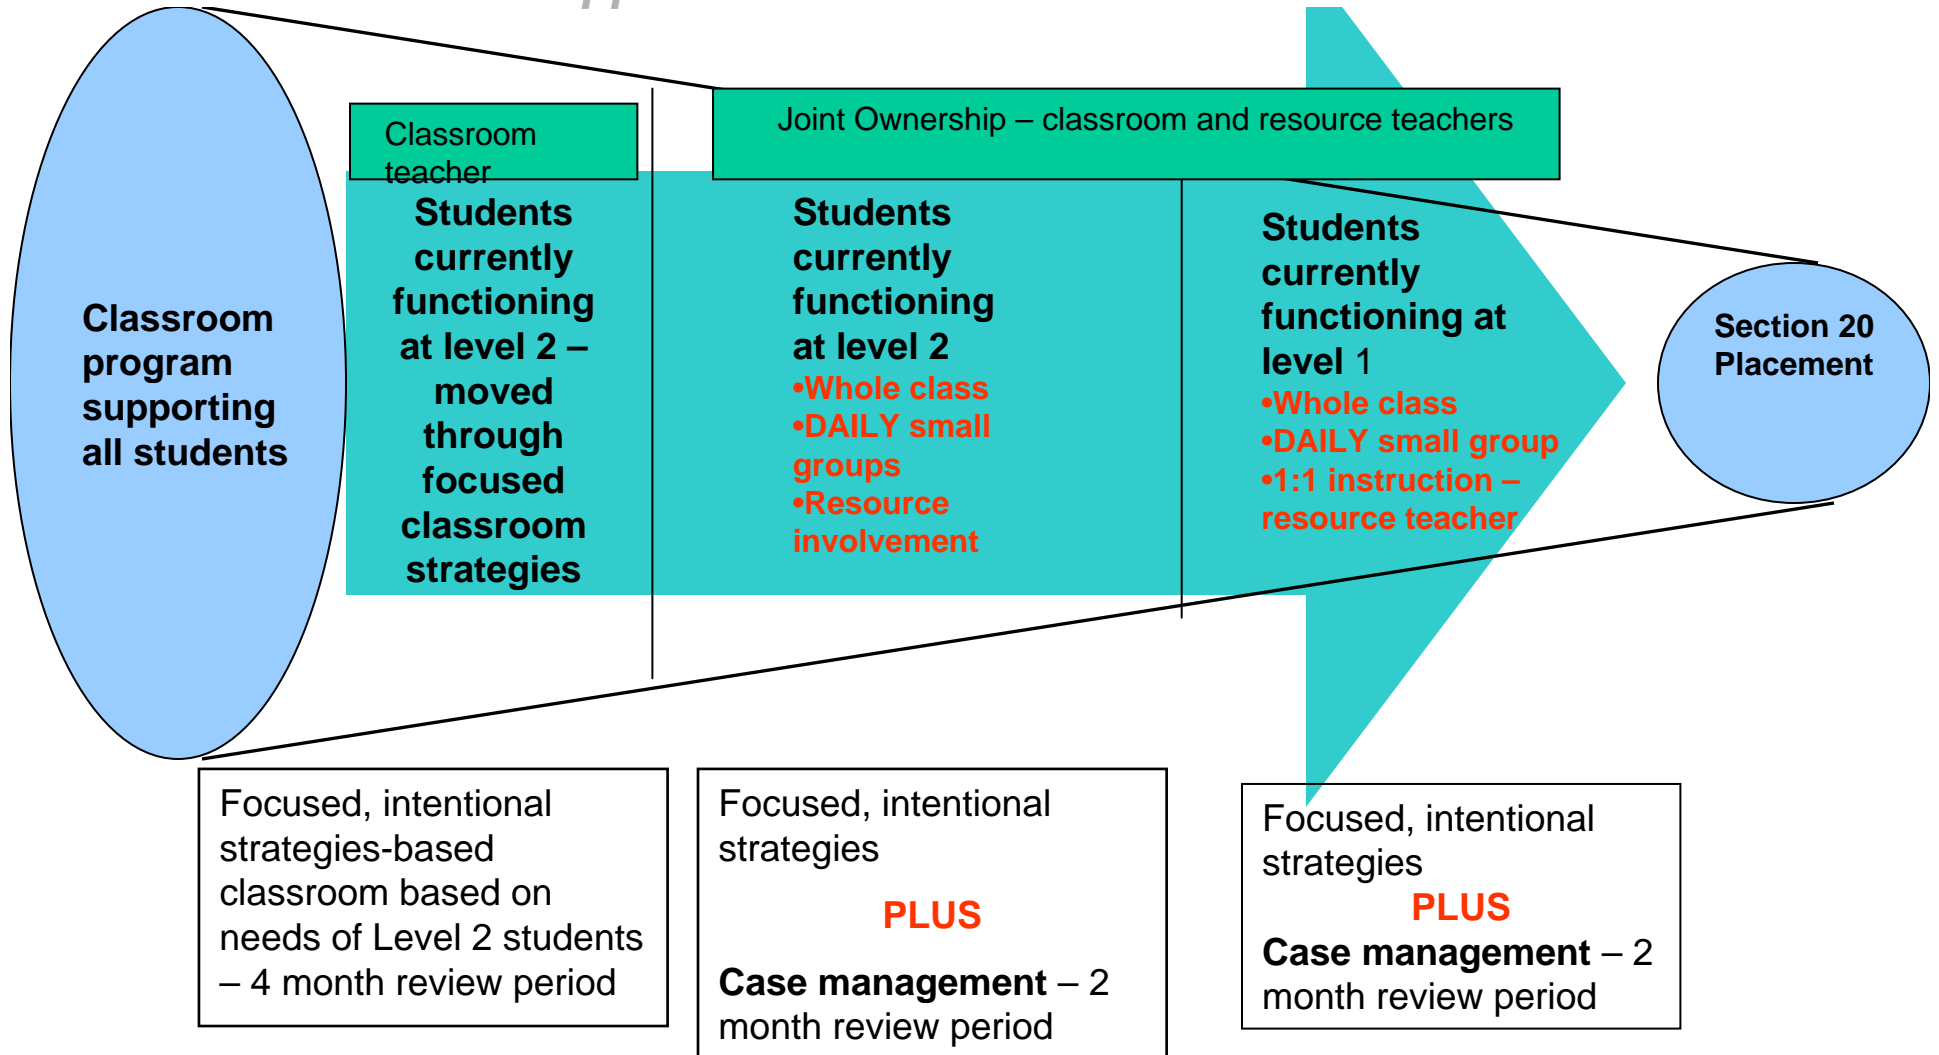 Classroom
teacher
Joint Ownership – classroom and resource teachers
Classroom
program
supporting
all students
Students
currently
functioning
at level 2 –
moved
through
focused
classroom
strategies
Students
currently
functioning
at level 2
•Whole class
•DAILY small
groups
•Resource
involvement
Students
currently
functioning at
level 1
•Whole class
•DAILY small group
•1:1 instruction –
resource teacher
Section 20
Placement
Focused, intentional
strategies-based
classroom based on
needs of Level 2 students
– 4 month review period
Focused, intentional
strategies
PLUS
Case management – 2
month review period
Focused, intentional
strategies
PLUS
Case management – 2
month review period